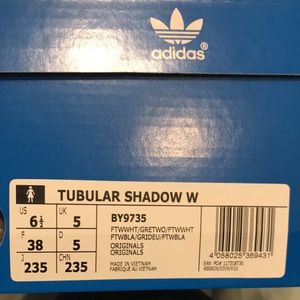 adidas®
TUBULAR SHADOW W
US 6½ UK 5 BY9735
F 38 D 5
J 235 CHN 235
FTWWHT/GRETWO/FTWWHT
FTWBLA/GRIDEU/FTWBLA
ORIGINALS
ORIGINALS
MADE IN VIETNAM
FABRIQUÉ AU VIETNAM
4 058025 369431